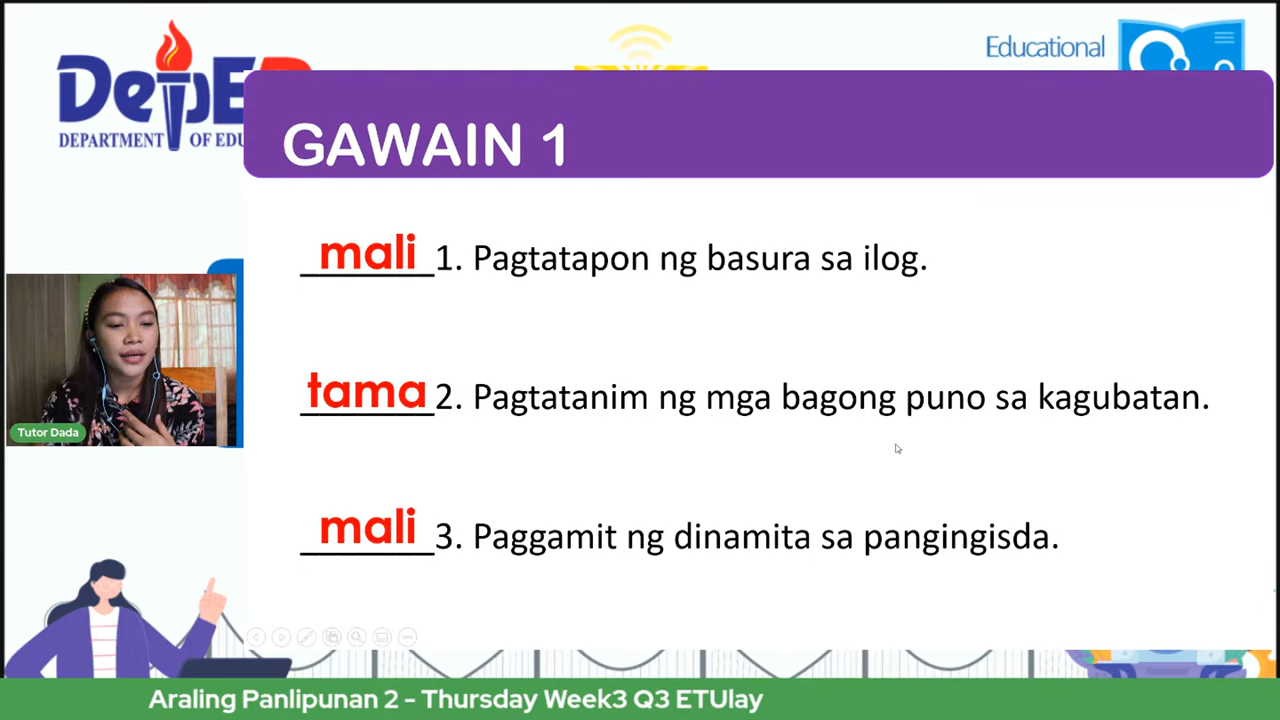 DepE
DEPARTMENT OF EDU
Educational
GAWAIN 1
mali 1. Pagtatapon ng basura sa ilog.
tama 2. Pagtatanim ng mga bagong puno sa kagubatan.
mali 3. Paggamit ng dinamita sa pangingisda.
Tutor Dada
Araling Panlipunan 2 - Thursday Week3 Q3 ETUlay